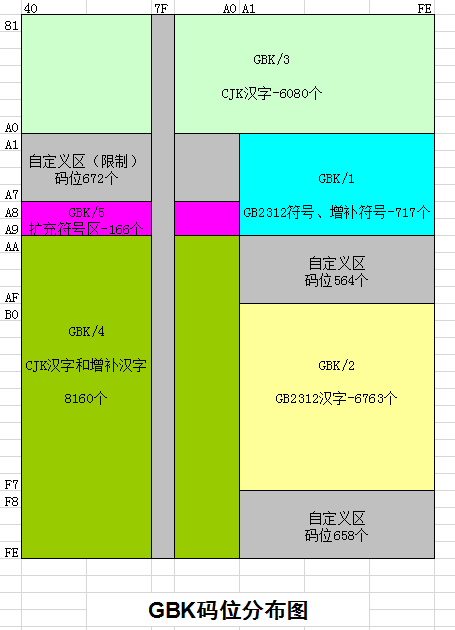 40 7F A0 A1 FE
81
GBK/3
CJK汉字-6080个
A0
A1
自定义区（限制）
码位672个
GBK/1
A7
A8
GBK/5
GB2312符号、增补符号-717个
A9
扩充符号区-166个
AA
自定义区
码位564个
AF
B0
GBK/4
CJK汉字和增补汉字
8160个
GBK/2
GB2312汉字-6763个
F7
F8
自定义区
码位658个
FE
GBK码位分布图